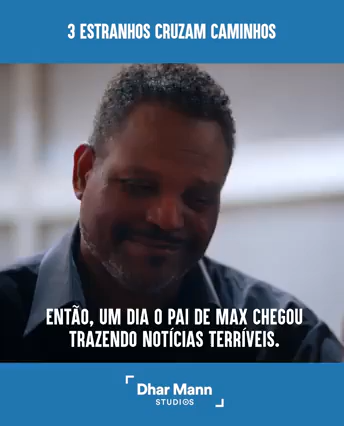 3 ESTRANHOS CRUZAM CAMINHOS
ENTÃO, UM DIA O PAI DE MAX CHEGOU
TRAZENDO NOTÍCIAS TERRÍVEIS.
Dhar Mann
STUDIOS